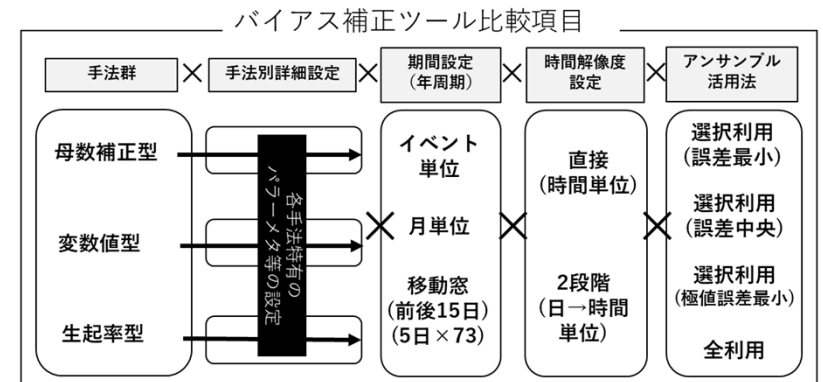 バイアス補正ツール比較項目
手法群
×
手法別詳細設定
×
期間設定
(年周期)
×
時間解像度
設定
×
アンサンブル
活用法
母数補正型
変数値型
生起率型
各手法特有の
パラーメタ等の設定
×
イベント
単位
月単位
移動窓
(前後15日)
(5日×73)
×
直接
(時間単位)
2段階
(日→時間
単位)
×
選択利用
(誤差最小)
選択利用
(誤差中央)
選択利用
(極値誤差最小)
全利用